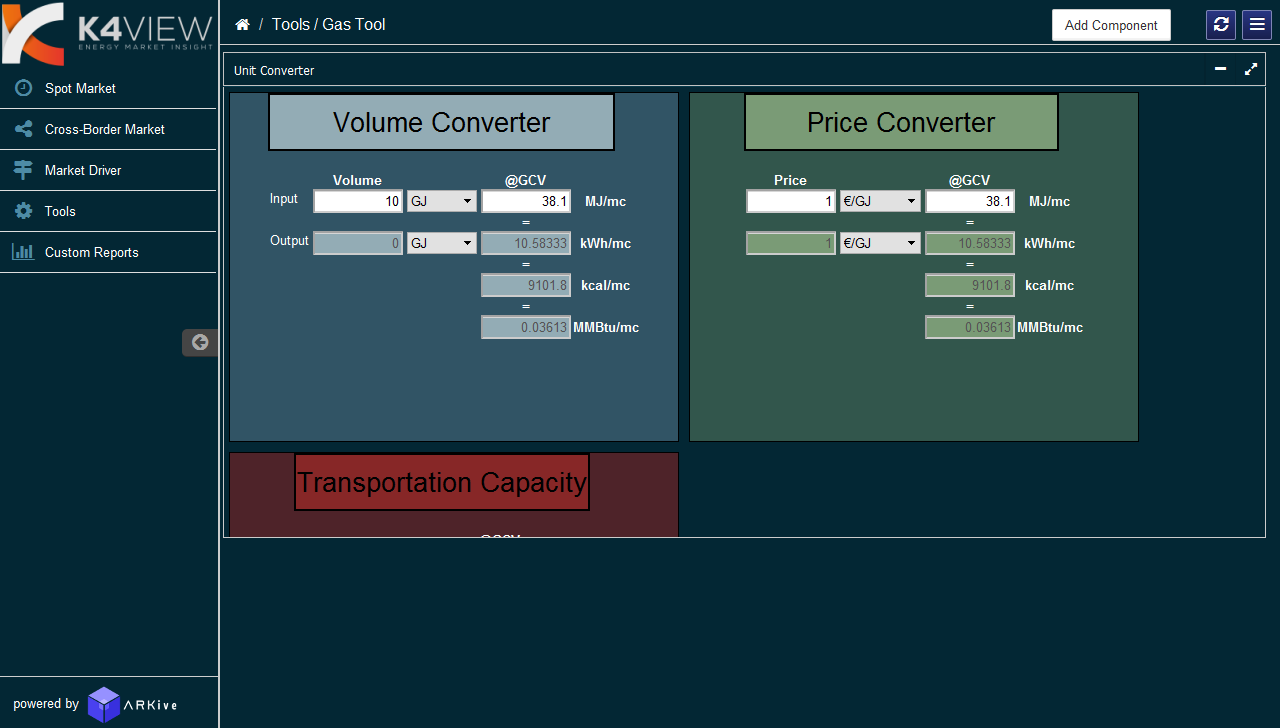 K4VIEW
ENERGY MARKET INSIGHT
/ Tools / Gas Tool
Add Component
Spot Market
Cross-Border Market
Market Driver
Tools
Custom Reports
powered by ARKive
Unit Converter
Volume Converter
Volume @GCV
Input 10 GJ 38.1 MJ/mc
=
Output 0 GJ 10.58333 kWh/mc
=
9101.8 kcal/mc
=
0.03613 MMBtu/mc
Price Converter
Price @GCV
1 €/GJ 38.1 MJ/mc
=
1 €/GJ 10.58333 kWh/mc
=
9101.8 kcal/mc
=
0.03613 MMBtu/mc
Transportation Capacity
@GCV